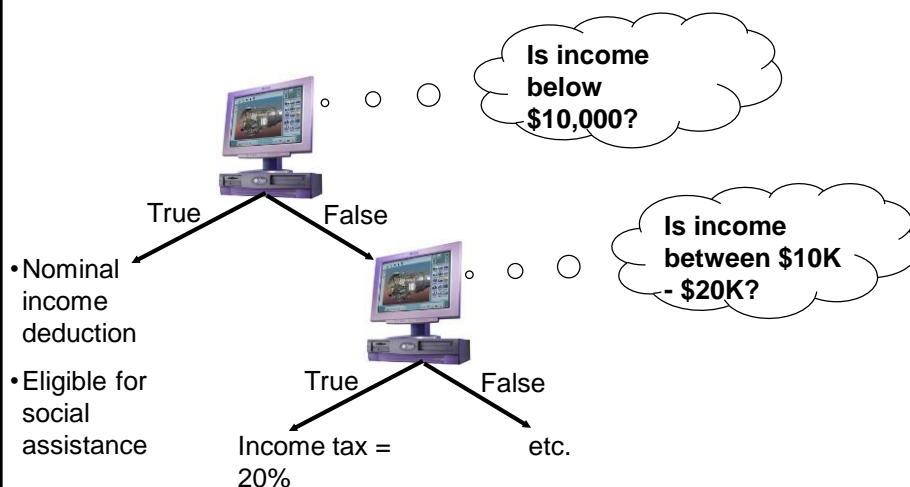 Is income
below
$10,000?
True
False
Is income
between $10K
- $20K?
•Nominal
income
deduction
•Eligible for
social
assistance
True
False
Income tax =
20%
etc.